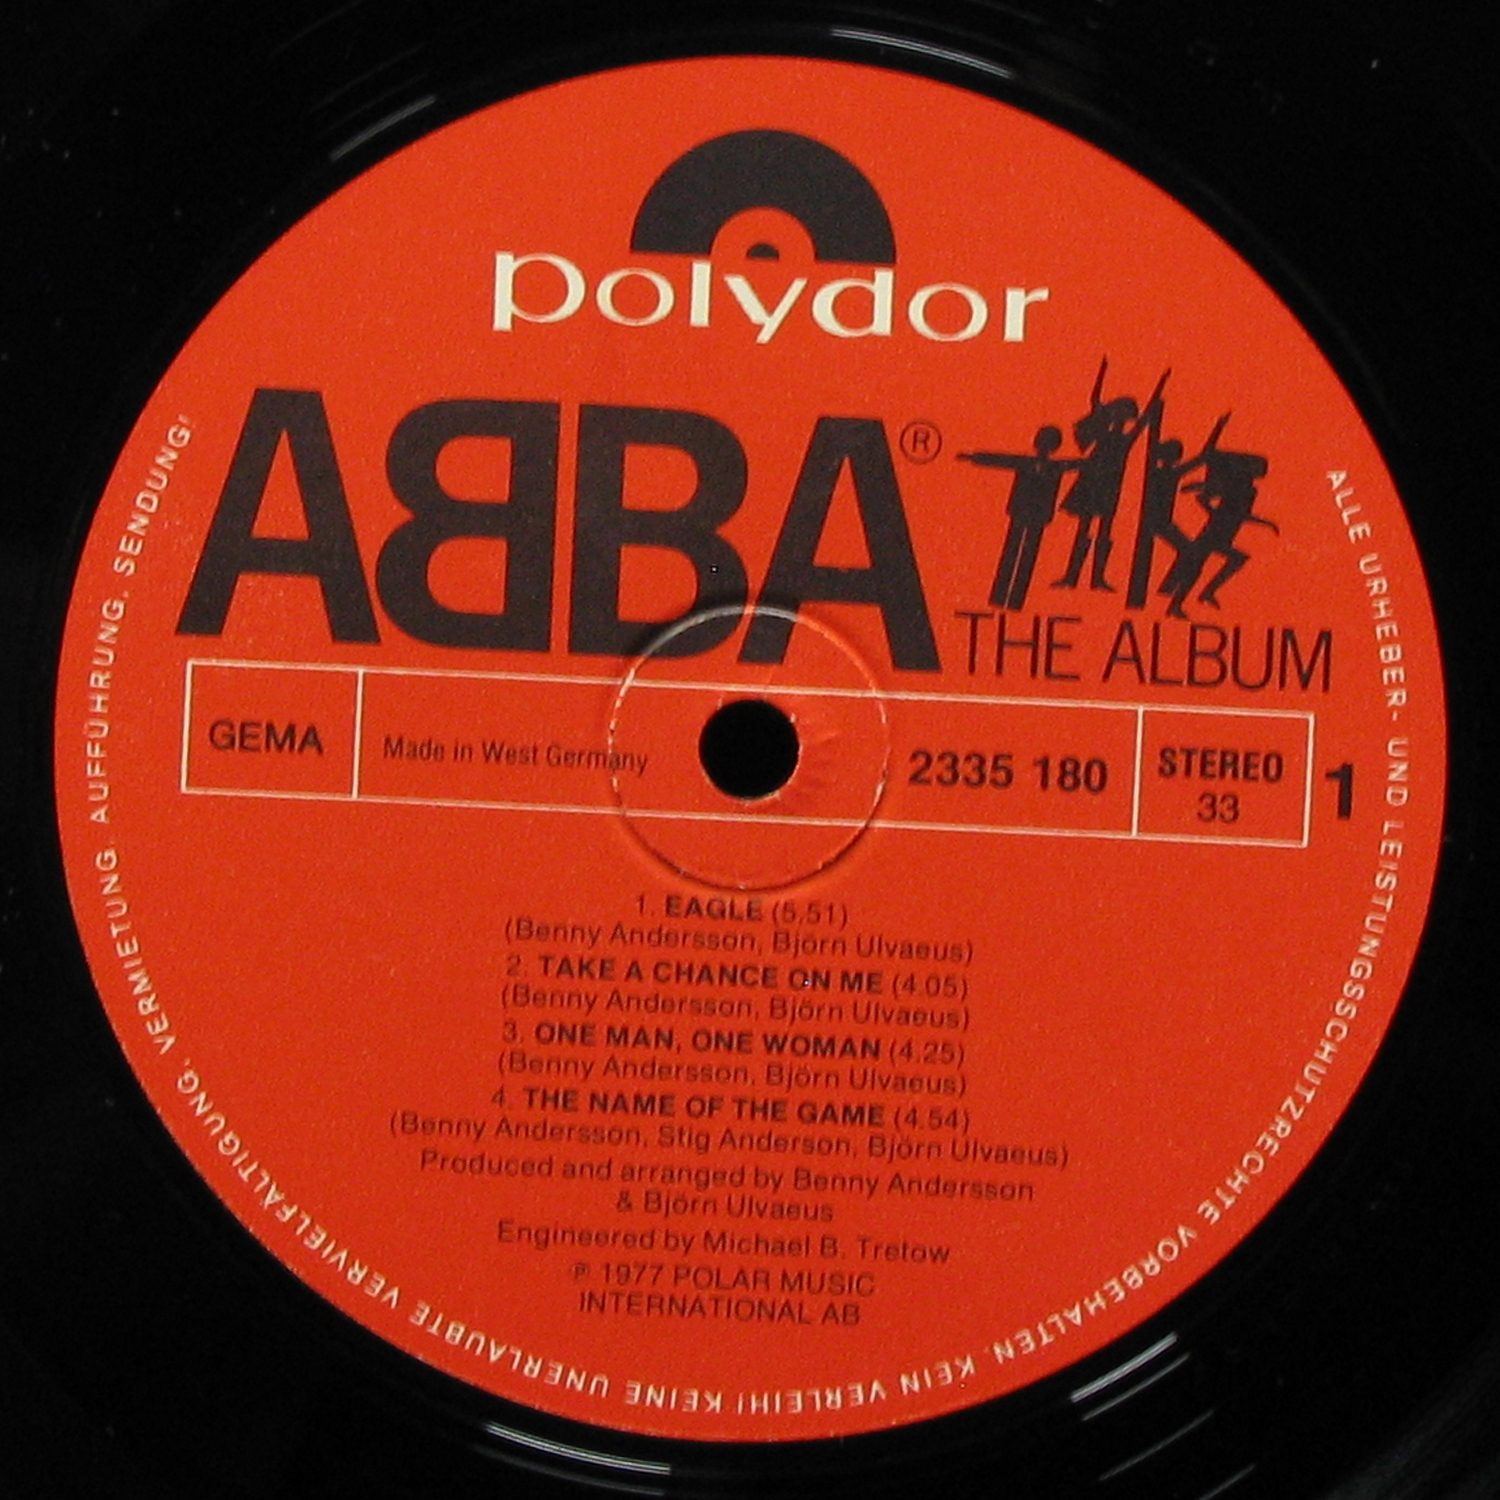 polydor
ABBA®
THE ALBUM
GEMA
Made in West Germany
2335 180
STEREO
33
1
1. EAGLE (5,51)
(Benny Andersson, Björn Ulvaeus)
2. TAKE A CHANCE ON ME (4.05)
(Benny Andersson, Björn Ulvaeus)
3. ONE MAN, ONE WOMAN (4.25)
(Benny Andersson, Björn Ulvaeus)
4. THE NAME OF THE GAME (4.54)
(Benny Andersson, Stig Anderson, Björn Ulvaeus)
Produced and arranged by Benny Andersson
& Björn Ulvaeus
Engineered by Michael B. Tretow
℗ 1977 POLAR MUSIC
INTERNATIONAL AB
ALLE URHEBER- UND LEISTUNGSSCHUTZRECHTE VORBEHALTEN. KEIN VERLEIH! KEINE UNERLAUBTE VERVIELFÄLTIGUNG, VERMIETUNG, AUFFÜHRUNG, SENDUNG!